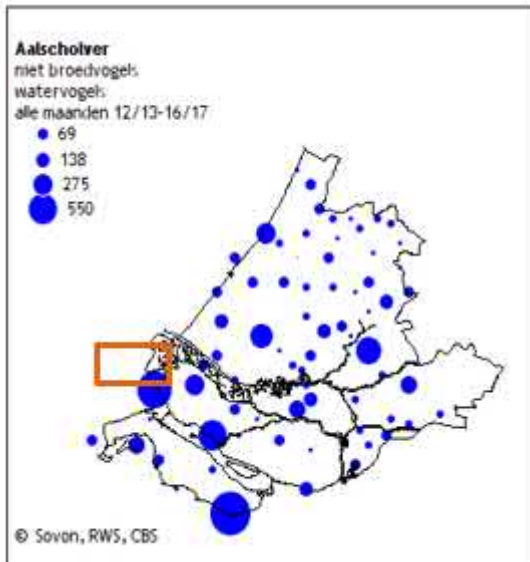 Aalscholver
niet broedvogels
watervogels
alle maanden 12/13-16/17
69
138
275
550
© Sovon, RWS, CBS